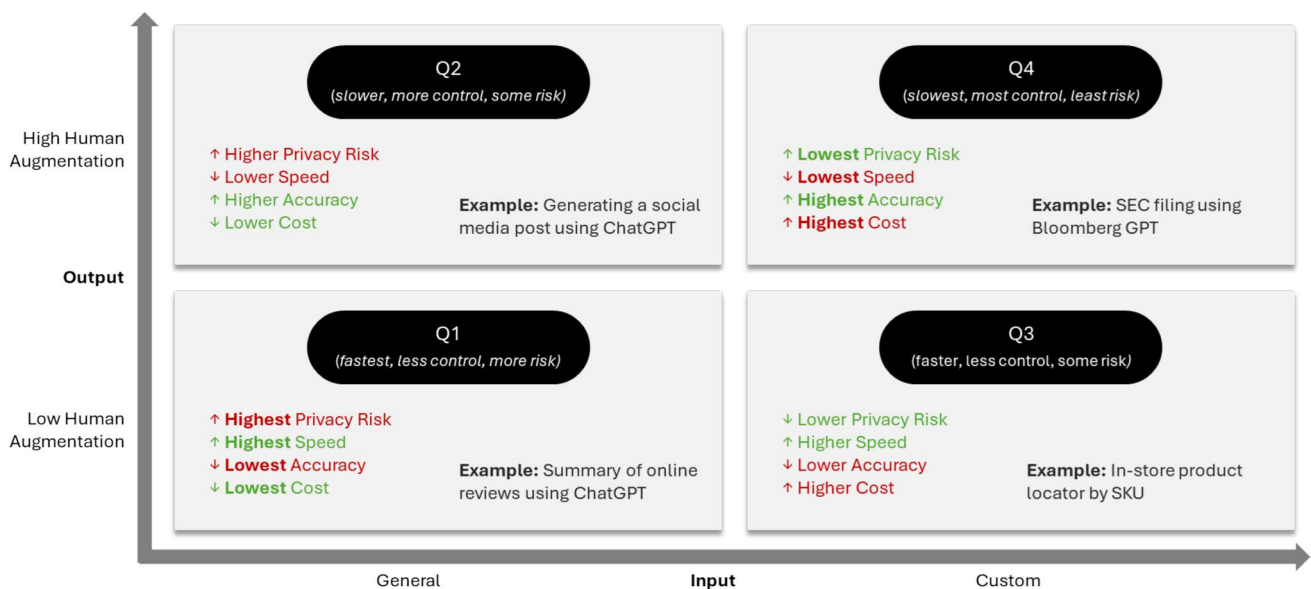 Q2
(slower, more control, some risk)
Q4
(slowest, most control, least risk)
High Human
Augmentation
↑ Higher Privacy Risk
↓ Lower Speed
↑ Higher Accuracy
↓ Lower Cost
Example: Generating a social
media post using ChatGPT
↑ Lowest Privacy Risk
↓ Lowest Speed
↑ Highest Accuracy
↑ Highest Cost
Example: SEC filing using
Bloomberg GPT
Output
Q1
(fastest, less control, more risk)
Q3
(faster, less control, some risk)
Low Human
Augmentation
↑ Highest Privacy Risk
↑ Highest Speed
↓ Lowest Accuracy
↓ Lowest Cost
Example: Summary of online
reviews using ChatGPT
↓ Lower Privacy Risk
↑ Higher Speed
↓ Lower Accuracy
↑ Higher Cost
Example: In-store product
locator by SKU
General
Input
Custom